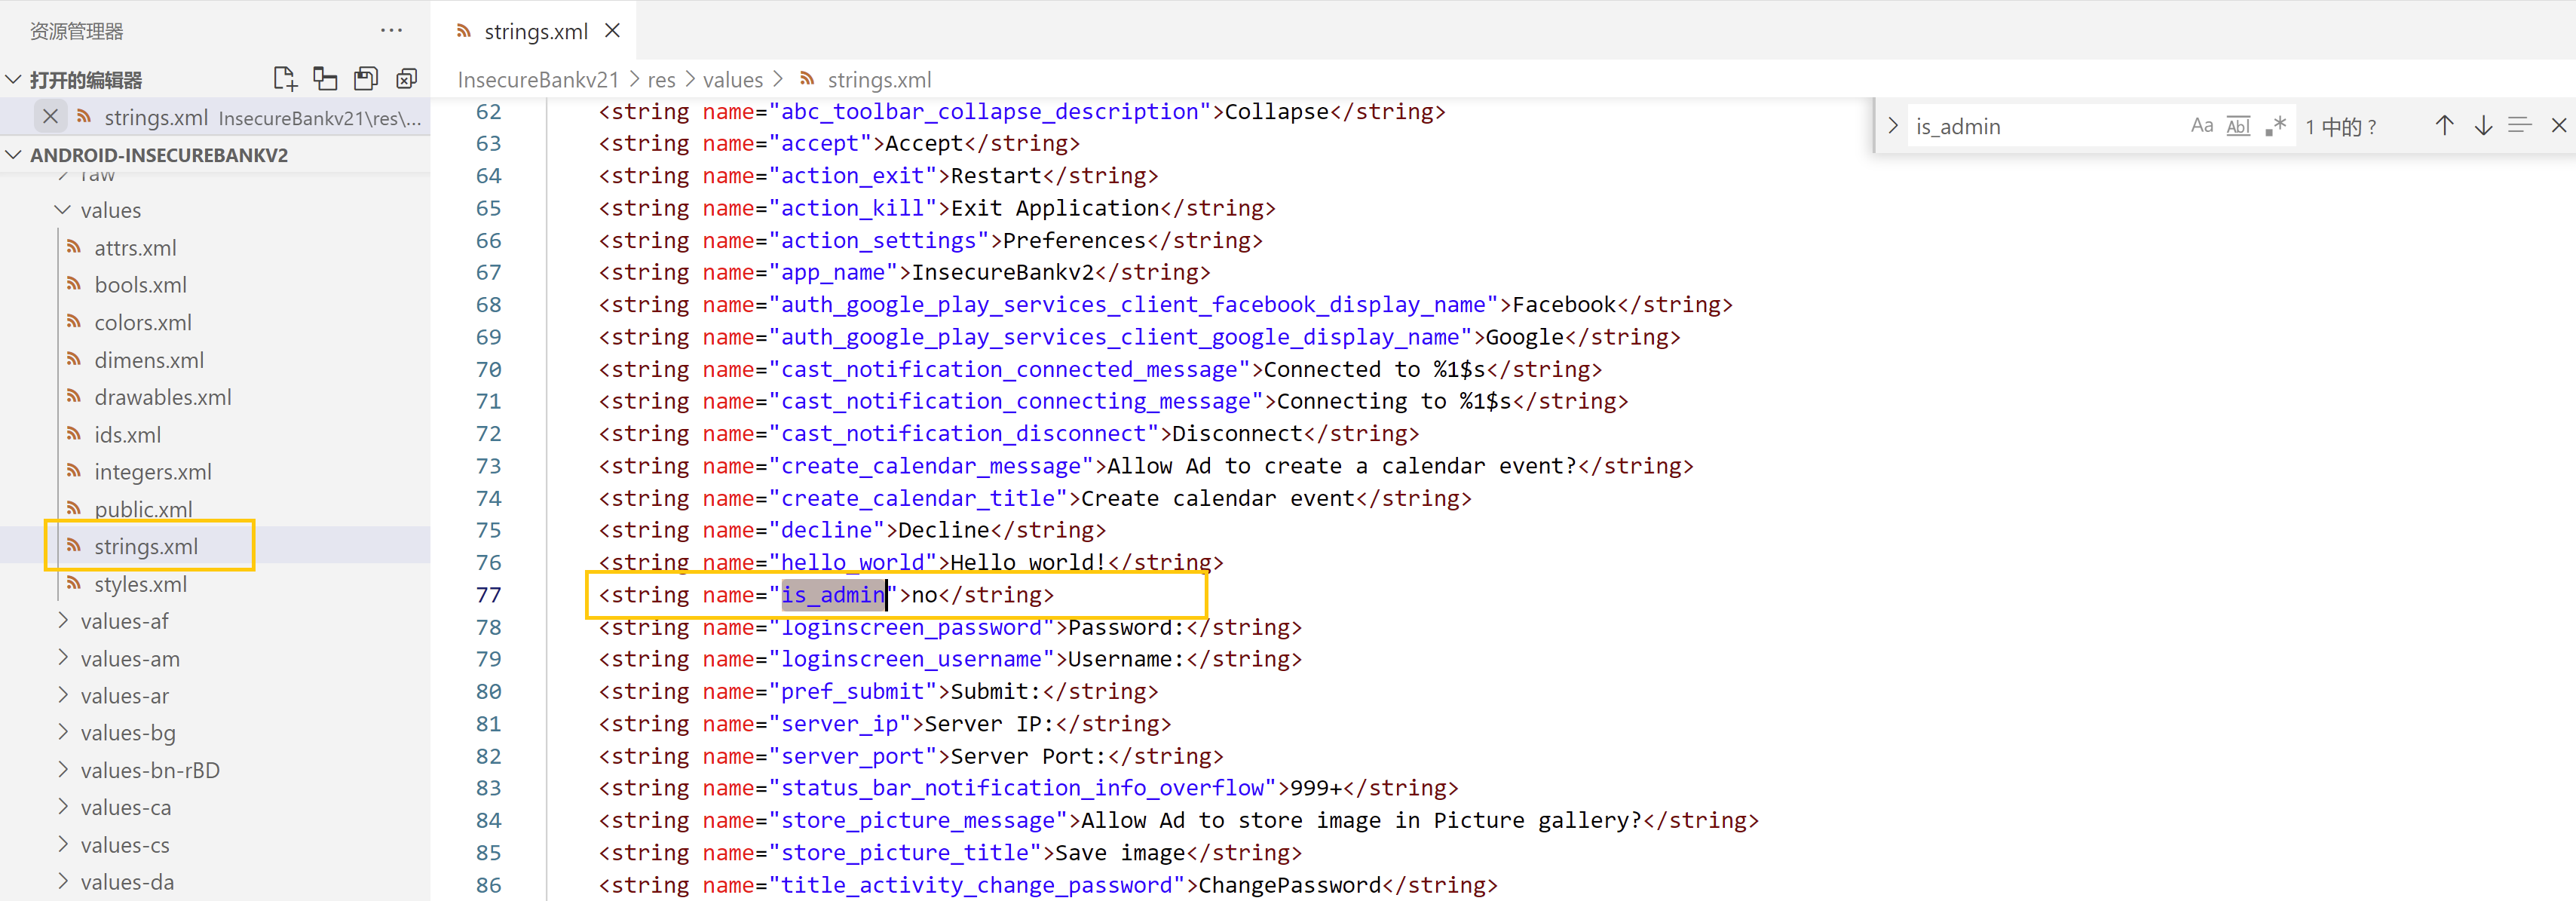 资源管理器
···
打开的编辑器
strings.xml InsecureBankv21\res\...
ANDROID-INSECUREBANKV2
raw
values
attrs.xml
bools.xml
colors.xml
dimens.xml
drawables.xml
ids.xml
integers.xml
public.xml
strings.xml
styles.xml
values-af
values-am
values-ar
values-bg
values-bn-rBD
values-ca
values-cs
values-da
strings.xml
InsecureBankv21 > res > values > strings.xml
is_admin Aa Abl .* 1 中的 ?
62 <string name="abc_toolbar_collapse_description">Collapse</string>
63 <string name="accept">Accept</string>
64 <string name="action_exit">Restart</string>
65 <string name="action_kill">Exit Application</string>
66 <string name="action_settings">Preferences</string>
67 <string name="app_name">InsecureBankv2</string>
68 <string name="auth_google_play_services_client_facebook_display_name">Facebook</string>
69 <string name="auth_google_play_services_client_google_display_name">Google</string>
70 <string name="cast_notification_connected_message">Connected to %1$s</string>
71 <string name="cast_notification_connecting_message">Connecting to %1$s</string>
72 <string name="cast_notification_disconnect">Disconnect</string>
73 <string name="create_calendar_message">Allow Ad to create a calendar event?</string>
74 <string name="create_calendar_title">Create calendar event</string>
75 <string name="decline">Decline</string>
76 <string name="hello_world">Hello world!</string>
77 <string name="is_admin">no</string>
78 <string name="loginscreen_password">Password:</string>
79 <string name="loginscreen_username">Username:</string>
80 <string name="pref_submit">Submit:</string>
81 <string name="server_ip">Server IP:</string>
82 <string name="server_port">Server Port:</string>
83 <string name="status_bar_notification_info_overflow">999+</string>
84 <string name="store_picture_message">Allow Ad to store image in Picture gallery?</string>
85 <string name="store_picture_title">Save image</string>
86 <string name="title_activity_change_password">ChangePassword</string>